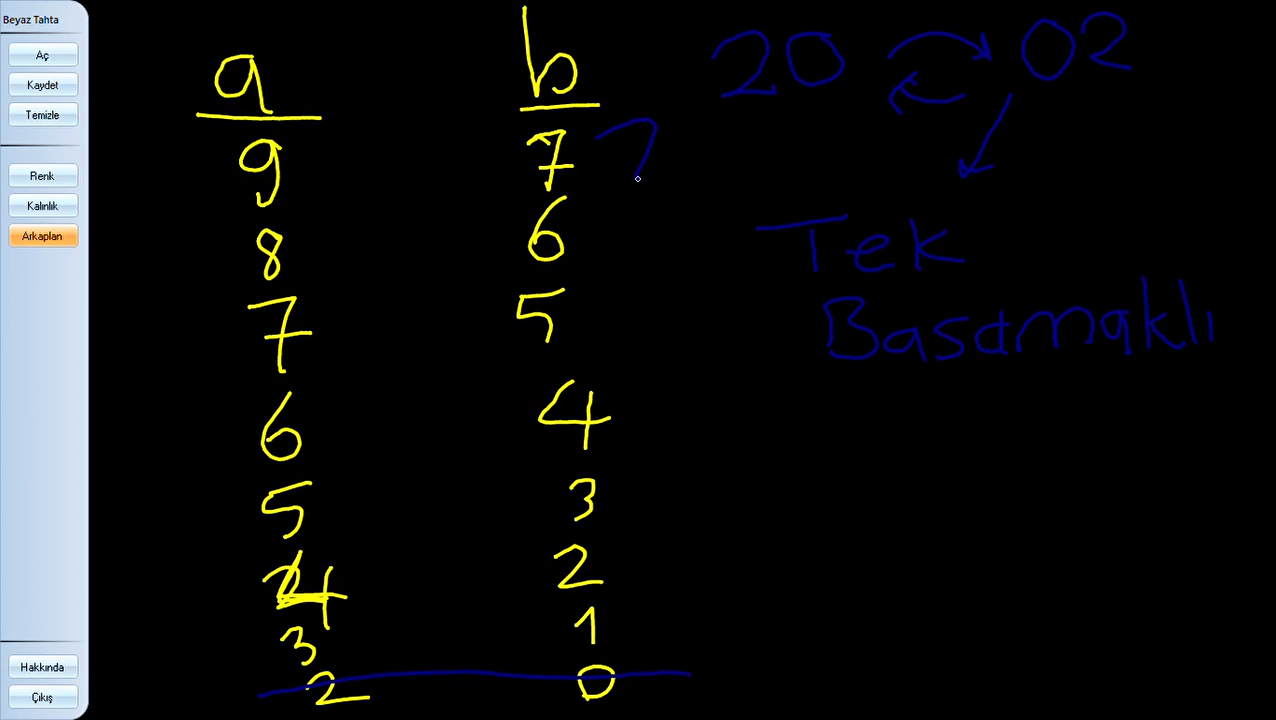 Beyaz Tahta
Aç
Kaydet
Temizle
Renk
Kalınlık
Arkaplan
Hakkında
Çıkış
a b
9 7
8 6
7 5
6 4
5 3
4 2
3 1
2 0
20 02
Tek
Basamaklı